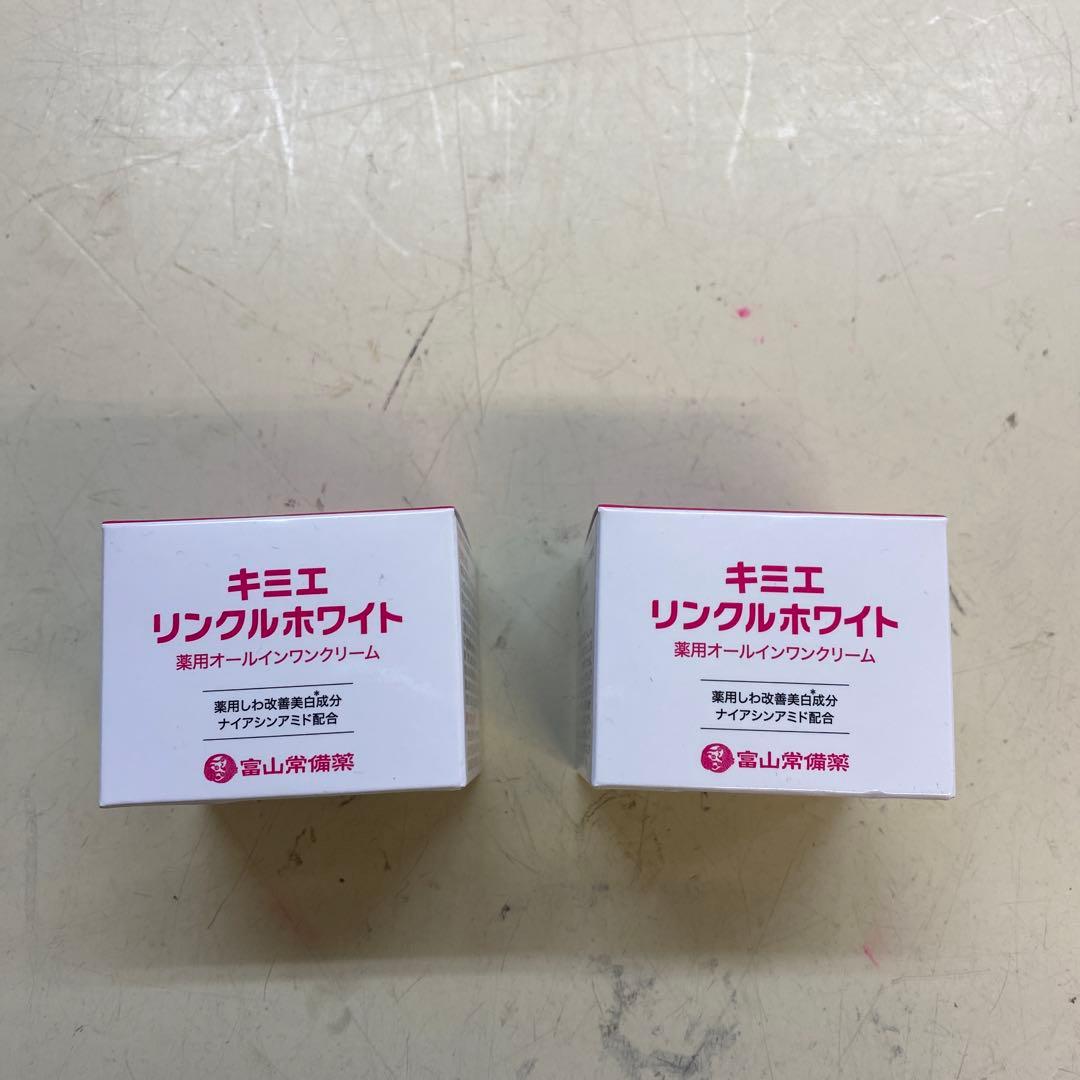 キミエ
リンクルホワイト
薬用オールインワンクリーム
薬用しわ改善美白*成分
ナイアシンアミド配合
富山常備薬
キミエ
リンクルホワイト
薬用オールインワンクリーム
薬用しわ改善美白*成分
ナイアシンアミド配合
富山常備薬